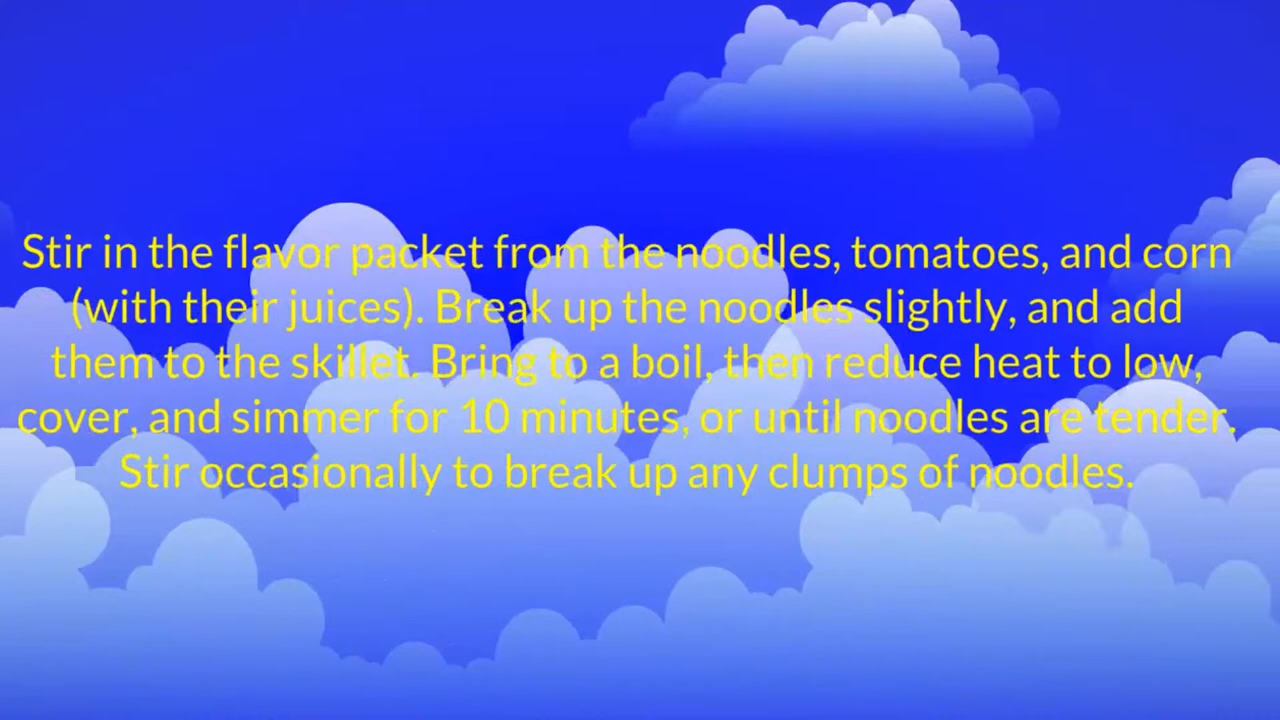 Stir in the flavor packet from the noodles, tomatoes, and corn
(with their juices). Break up the noodles slightly, and add
them to the skillet. Bring to a boil, then reduce heat to low,
cover, and simmer for 10 minutes, or until noodles are tender.
Stir occasionally to break up any clumps of noodles.